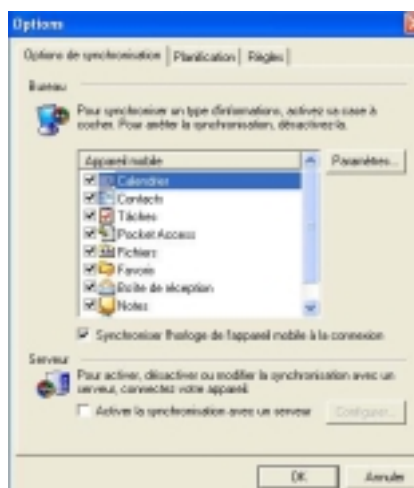 Options
Options de synchronisation Planification Règles
Bureau
Pour synchroniser un type d'informations, activez sa case à
cocher. Pour arrêter la synchronisation, désactivez-la.
Appareil mobile Paramètres...
Calendrier
Contacts
Tâches
Pocket Access
Fichiers
Favoris
Boîte de réception
Notes
Synchroniser l'horloge de l'appareil mobile à la connexion
Serveur
Pour activer, désactiver ou modifier la synchronisation avec un
serveur, connectez votre appareil.
Activer la synchronisation avec un serveur Configurer...
OK Annuler